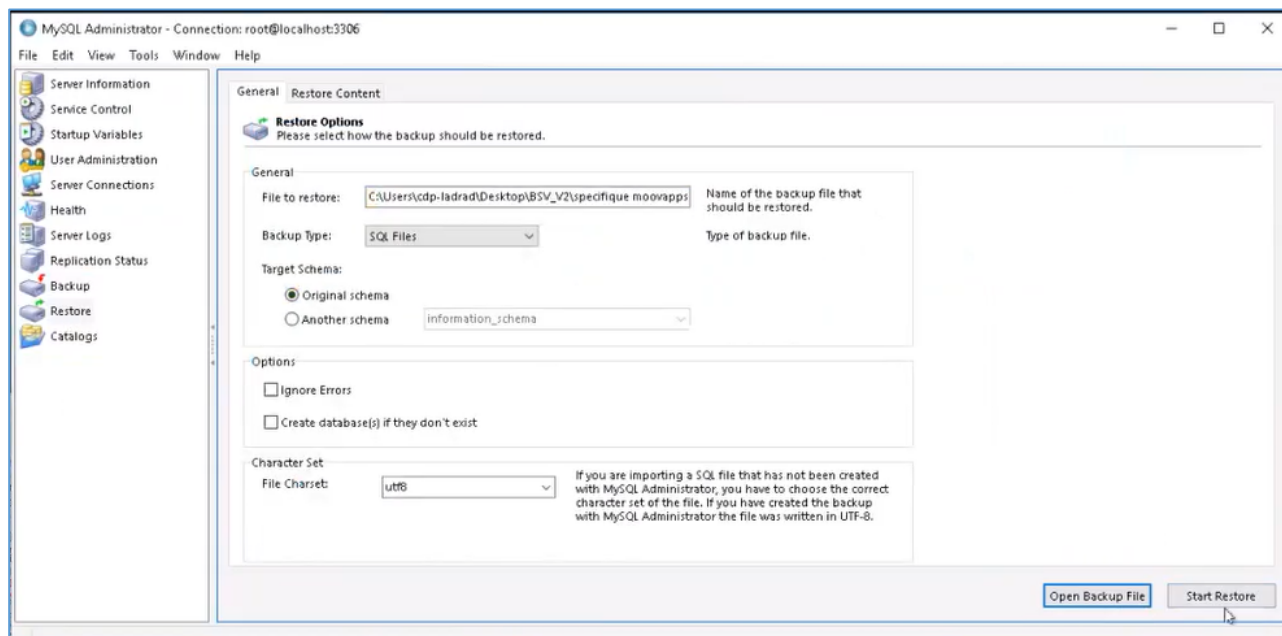 MySQL Administrator - Connection: root@localhost:3306
File Edit View Tools Window Help
Server Information
Service Control
Startup Variables
User Administration
Server Connections
Health
Server Logs
Replication Status
Backup
Restore
Catalogs
General Restore Content
Restore Options
Please select how the backup should be restored.
General
File to restore: C:\Users\cdp-ladrad\Desktop\BSV_V2\specifique moovapps
Name of the backup file that
should be restored.
Backup Type: SQL Files
Type of backup file.
Target Schema:
Original schema
Another schema information_schema
Options
Ignore Errors
Create database(s) if they don't exist
Character Set
File Charset: utf8
If you are importing a SQL file that has not been created
with MySQL Administrator, you have to choose the correct
character set of the file. If you have created the backup
with MySQL Administrator the file was written in UTF-8.
Open Backup File Start Restore